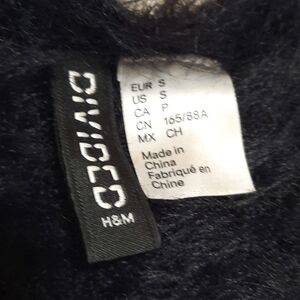 DIVIDED
H&M
EUR S
US S
CA P
CN 165/88A
MX CH
Made in
China
Fabriqué en
Chine